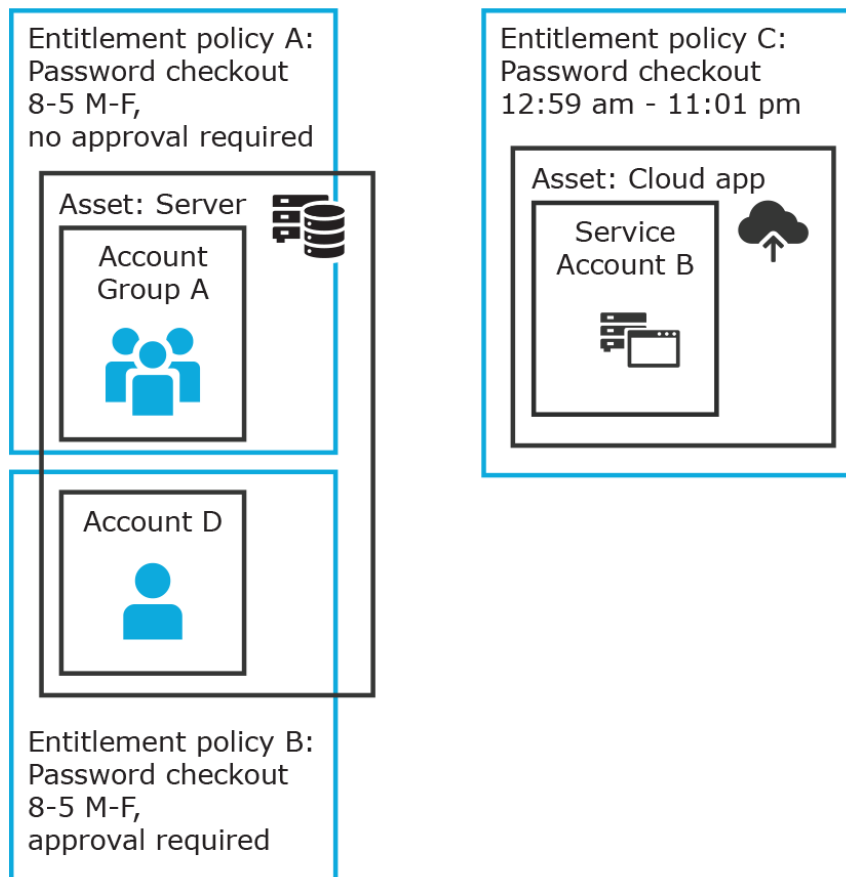 Entitlement policy A:
Password checkout
8-5 M-F,
no approval required
Asset: Server
Account
Group A
Account D
Entitlement policy B:
Password checkout
8-5 M-F,
approval required
Entitlement policy C:
Password checkout
12:59 am - 11:01 pm
Asset: Cloud app
Service
Account B